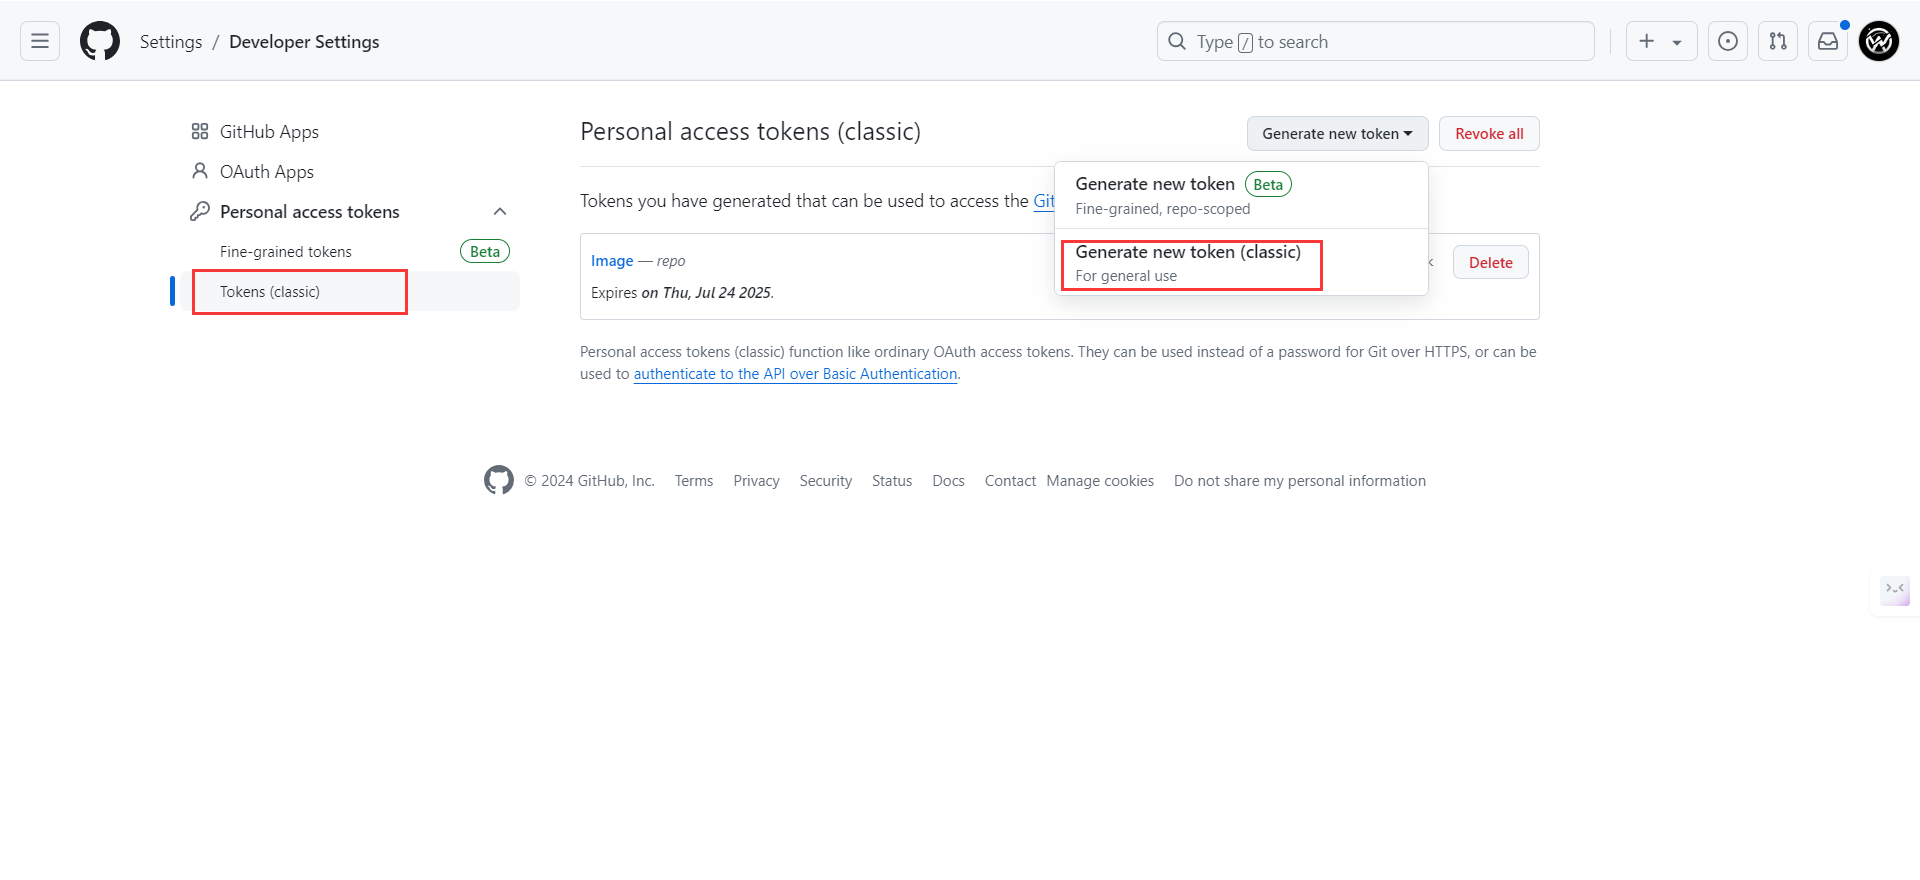 Settings / Developer Settings
Type / to search
GitHub Apps
OAuth Apps
Personal access tokens
Fine-grained tokens Beta
Tokens (classic)
Personal access tokens (classic)
Generate new token
Revoke all
Tokens you have generated that can be used to access the Git
Generate new token Beta
Fine-grained, repo-scoped
Generate new token (classic)
For general use
Image — repo
Delete
Expires on Thu, Jul 24 2025.
Personal access tokens (classic) function like ordinary OAuth access tokens. They can be used instead of a password for Git over HTTPS, or can be
used to authenticate to the API over Basic Authentication.
© 2024 GitHub, Inc. Terms Privacy Security Status Docs Contact Manage cookies Do not share my personal information